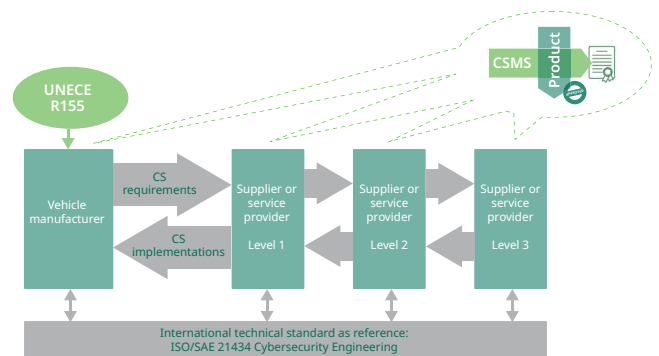 CSMS
Product
UNECE
R155
Vehicle
manufacturer
CS
requirements
CS
implementations
Supplier or
service
provider
Level 1
Supplier or
service
provider
Level 2
Supplier or
service
provider
Level 3
International technical standard as reference:
ISO/SAE 21434 Cybersecurity Engineering